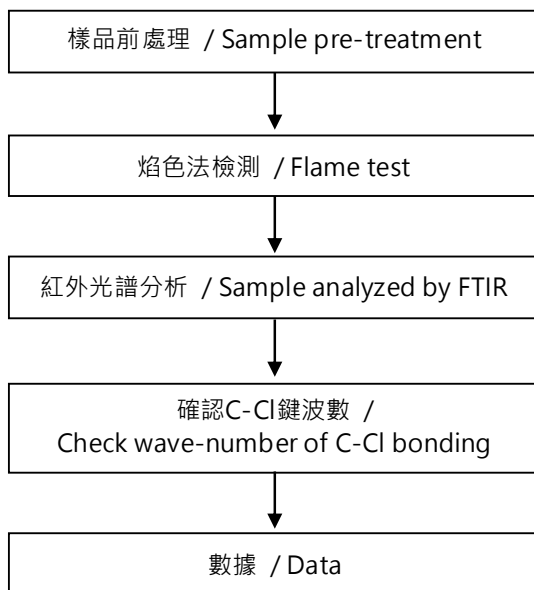 樣品前處理 / Sample pre-treatment
焰色法檢測 / Flame test
紅外光譜分析 / Sample analyzed by FTIR
確認C-Cl鍵波數 /
Check wave-number of C-Cl bonding
數據 / Data